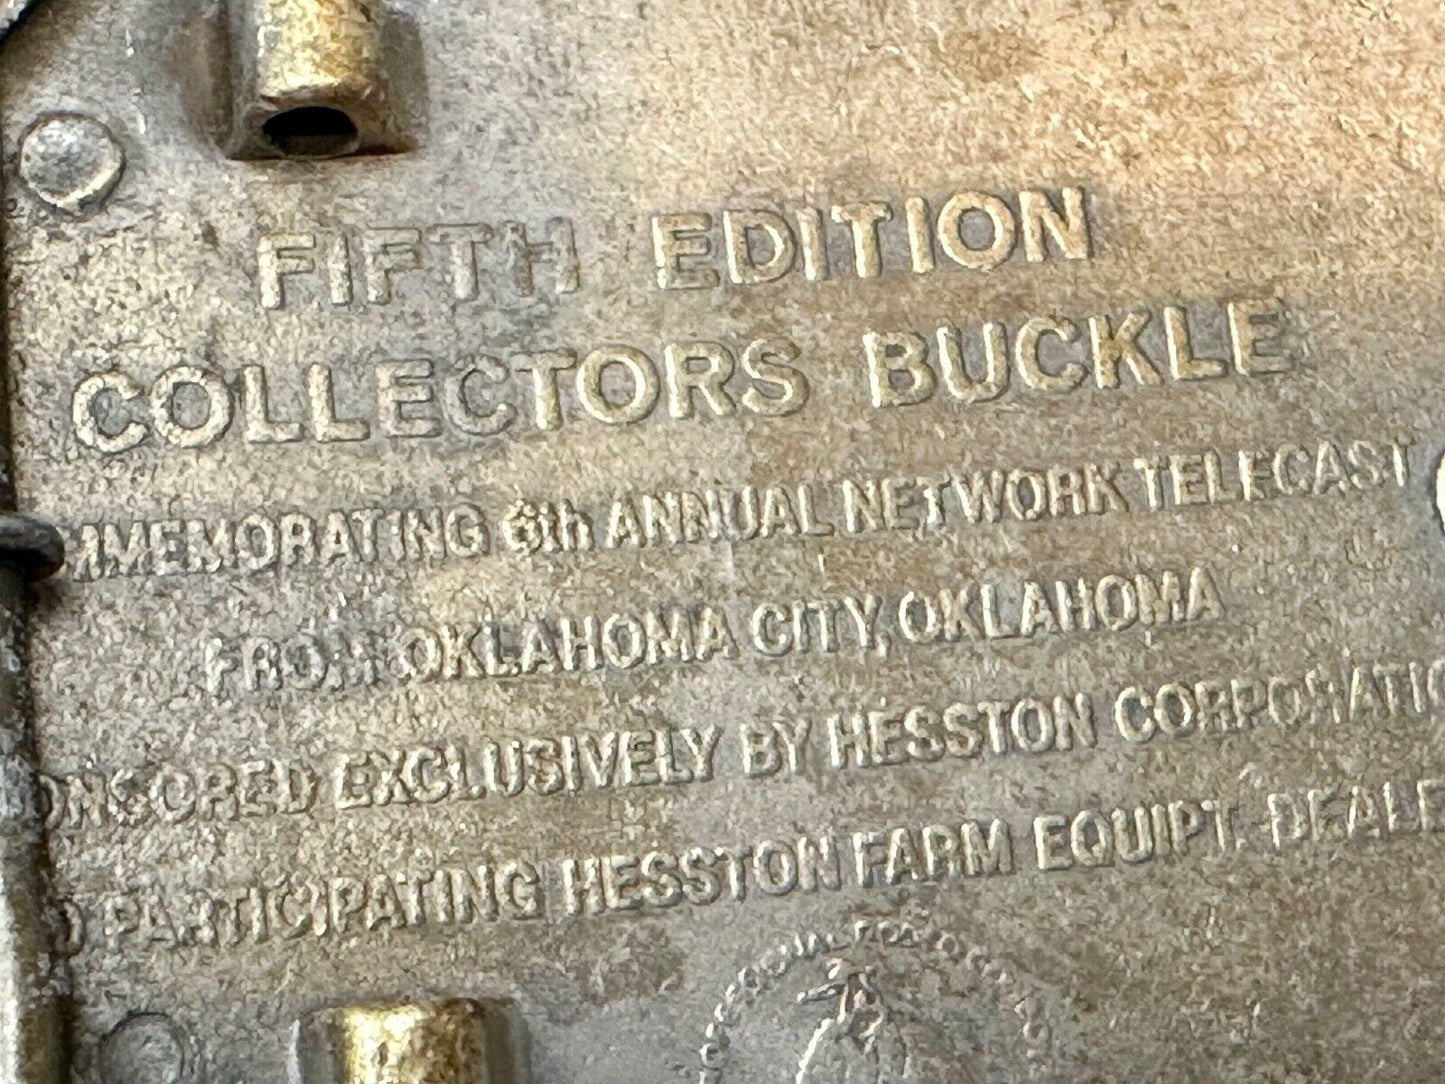 FIFTH EDITION
COLLECTORS BUCKLE
MMEMORATING 6th ANNUAL NETWORK TELECAST
FROM OKLAHOMA CITY, OKLAHOMA
ONSORED EXCLUSIVELY BY HESSTON CORPORATIO
D PARTICIPATING HESSTON FARM EQUIPT. DEALE